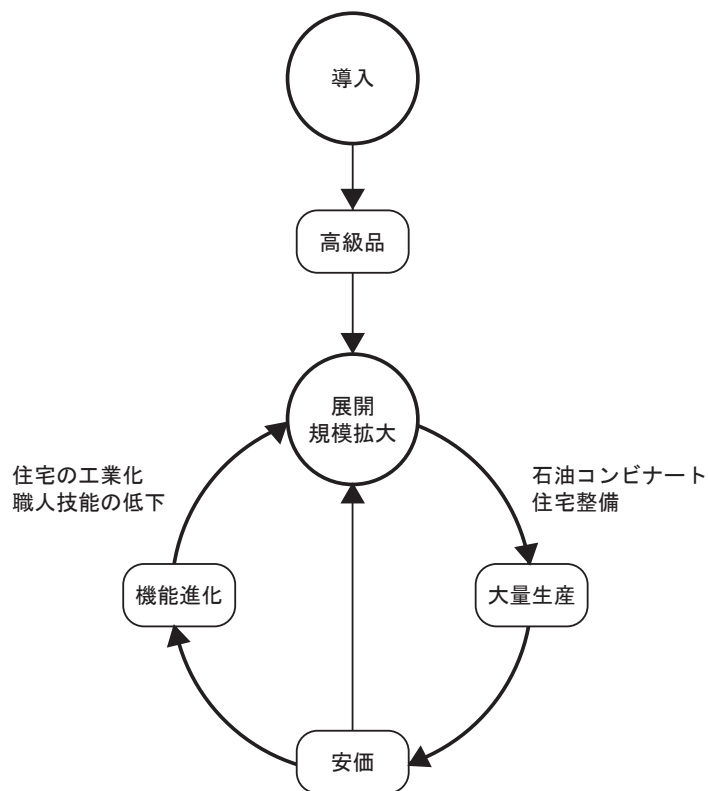 導入
高級品
展開
規模拡大
住宅の工業化
職人技能の低下
石油コンビナート
住宅整備
機能進化
大量生産
安価